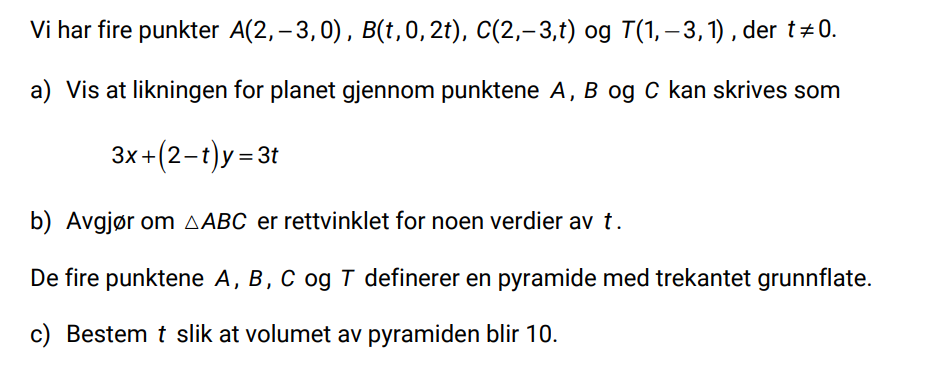 Vi har fire punkter A(2,−3,0), B(t,0,2t), C(2,−3,t) og T(1,−3,1), der t≠0.
a) Vis at likningen for planet gjennom punktene A, B og C kan skrives som
3x+(2−t)y=3t
b) Avgjør om △ABC er rettvinklet for noen verdier av t.
De fire punktene A, B, C og T definerer en pyramide med trekantet grunnflate.
c) Bestem t slik at volumet av pyramiden blir 10.